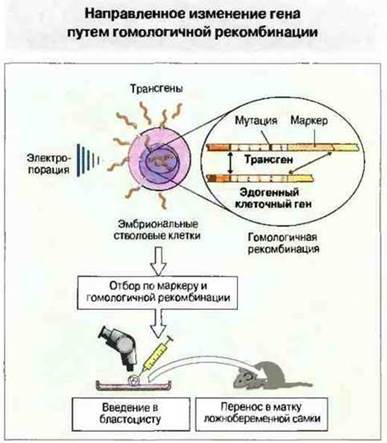 Направленное изменение гена
путем гомологичной рекомбинации
Трансгены
Мутация Маркер
Электро-
порация
Трансген
Эдогенный
клеточный ген
Эмбриональные
стволовые клетки
Гомологичная
рекомбинация
Отбор по маркеру и
гомологичной рекомбинации
Введение в
бластоцисту
Перенос в матку
ложнобеременной самки